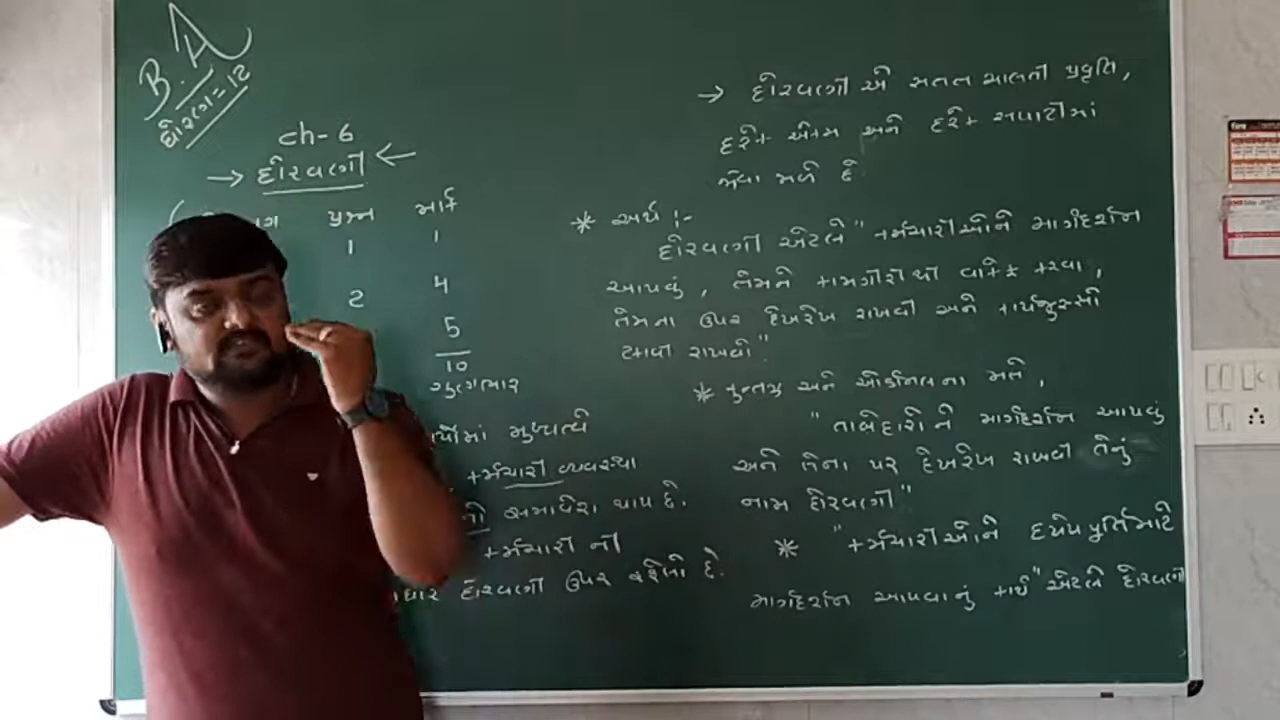 B.A
ધોરણ=12
ch-6
→ દોરવણી ←
ગ પ્રશ્ન માર્ક
1 1
2 4
5
10
ગુણભાર
ર્યોમાં મુખ્યત્વે
કર્મચારી વ્યવસ્થા
નો સમાવેશ થાય છે.
કર્મચારી ની
ધાર દોરવણી ઉપર રહેલો છે.
→ દોરવણી એ સતત ચાલતી પ્રવૃતિ,
દરેક એકમ અને દરેક સપાટીમાં
જોવા મળે છે
* અર્થ :-
દોરવણી એટલે "કર્મચારીઓને માર્ગદર્શન
આપવું, તેમને કામગીરીથી વાકેફ કરવા,
તેમના ઉપર દેખરેખ રાખવી અને કાર્યજુસ્સો
ટકાવી રાખવો"
* કુન્ત્ઝ અને ઓડોનિલના મતે,
"તાબેદારોને માર્ગદર્શન આપવું
અને તેના પર દેખરેખ રાખવી તેનું
નામ દોરવણી"
* "કર્મચારીઓને ધ્યેય પૂર્તિ માટે
માર્ગદર્શન આપવાનું કાર્ય" એટલે દોરવણી